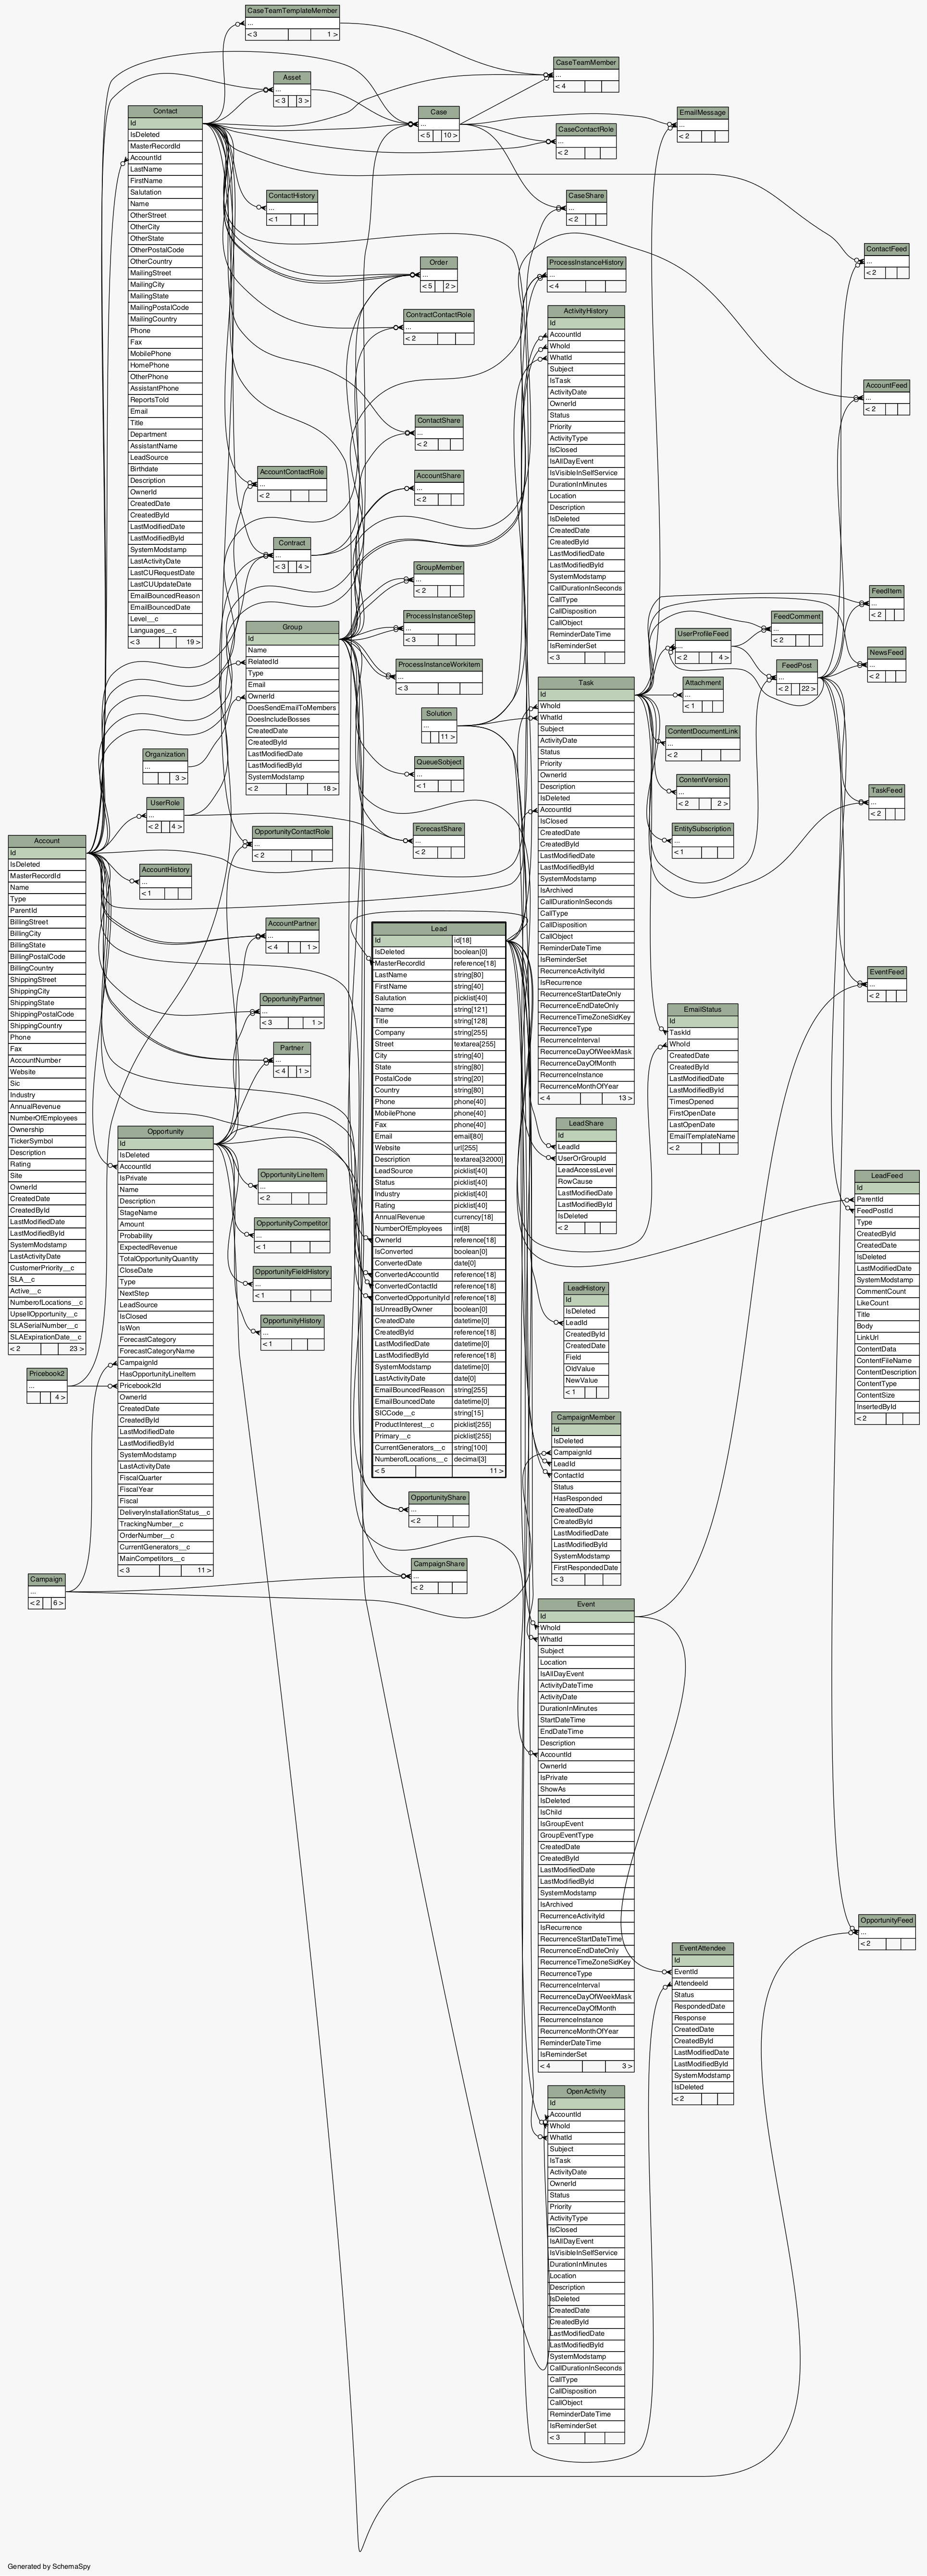 CaseTeamTemplateMember
...
< 3 1 >
CaseTeamMember
...
< 4
Asset
...
< 3 3 >
Contact
Id
IsDeleted
MasterRecordId
AccountId
LastName
FirstName
Salutation
Name
OtherStreet
OtherCity
OtherState
OtherPostalCode
OtherCountry
MailingStreet
MailingCity
MailingState
MailingPostalCode
MailingCountry
Phone
Fax
MobilePhone
HomePhone
OtherPhone
AssistantPhone
ReportsToId
Email
Title
Department
AssistantName
LeadSource
Birthdate
Description
OwnerId
CreatedDate
CreatedById
LastModifiedDate
LastModifiedById
SystemModstamp
LastActivityDate
LastCURequestDate
LastCUUpdateDate
EmailBouncedReason
EmailBouncedDate
Level__c
Languages__c
< 3 19 >
Case
...
< 5 10 >
EmailMessage
...
< 2
CaseContactRole
...
< 2
ContactHistory
...
< 1
CaseShare
...
< 2
ContactFeed
...
< 2
Order
...
< 5 2 >
ProcessInstanceHistory
...
< 4
ContractContactRole
...
< 2
ActivityHistory
Id
AccountId
WhoId
WhatId
Subject
IsTask
ActivityDate
OwnerId
Status
Priority
ActivityType
IsClosed
IsAllDayEvent
IsVisibleInSelfService
DurationInMinutes
Location
Description
IsDeleted
CreatedDate
CreatedById
LastModifiedDate
LastModifiedById
SystemModstamp
CallDurationInSeconds
CallType
CallDisposition
CallObject
ReminderDateTime
IsReminderSet
< 3
AccountFeed
...
< 2
ContactShare
...
< 2
AccountContactRole
...
< 2
AccountShare
...
< 2
Contract
...
< 3 4 >
GroupMember
...
< 2
FeedItem
...
< 2
ProcessInstanceStep
...
< 3
FeedComment
...
< 2
Group
Id
Name
RelatedId
Type
Email
OwnerId
DoesSendEmailToMembers
DoesIncludeBosses
CreatedDate
CreatedById
LastModifiedDate
LastModifiedById
SystemModstamp
< 2 18 >
UserProfileFeed
...
< 2 4 >
NewsFeed
...
< 2
ProcessInstanceWorkitem
...
< 3
FeedPost
...
< 2 22 >
Task
Id
WhoId
WhatId
Subject
ActivityDate
Status
Priority
OwnerId
Description
IsDeleted
AccountId
IsClosed
CreatedDate
CreatedById
LastModifiedDate
LastModifiedById
SystemModstamp
IsArchived
CallDurationInSeconds
CallType
CallDisposition
CallObject
ReminderDateTime
IsReminderSet
RecurrenceActivityId
IsRecurrence
RecurrenceStartDateOnly
RecurrenceEndDateOnly
RecurrenceTimeZoneSidKey
RecurrenceType
RecurrenceInterval
RecurrenceDayOfWeekMask
RecurrenceDayOfMonth
RecurrenceInstance
RecurrenceMonthOfYear
< 4 13 >
Attachment
...
< 1
Solution
...
11 >
ContentDocumentLink
...
< 2
Organization
...
3 >
QueueSobject
...
< 1
ContentVersion
...
< 2 2 >
TaskFeed
...
< 2
UserRole
...
< 2 4 >
OpportunityContactRole
...
< 2
ForecastShare
...
< 2
EntitySubscription
...
< 1
Account
Id
IsDeleted
MasterRecordId
Name
Type
ParentId
BillingStreet
BillingCity
BillingState
BillingPostalCode
BillingCountry
ShippingStreet
ShippingCity
ShippingState
ShippingPostalCode
ShippingCountry
Phone
Fax
AccountNumber
Website
Sic
Industry
AnnualRevenue
NumberOfEmployees
Ownership
TickerSymbol
Description
Rating
Site
OwnerId
CreatedDate
CreatedById
LastModifiedDate
LastModifiedById
SystemModstamp
LastActivityDate
CustomerPriority__c
SLA__c
Active__c
NumberofLocations__c
UpsellOpportunity__c
SLASerialNumber__c
SLAExpirationDate__c
< 2 23 >
AccountHistory
...
< 1
AccountPartner
...
< 4 1 >
Lead
Id id[18]
IsDeleted boolean[0]
MasterRecordId reference[18]
LastName string[80]
FirstName string[40]
Salutation picklist[40]
Name string[121]
Title string[128]
Company string[255]
Street textarea[255]
City string[40]
State string[80]
PostalCode string[20]
Country string[80]
Phone phone[40]
MobilePhone phone[40]
Fax phone[40]
Email email[80]
Website url[255]
Description textarea[32000]
LeadSource picklist[40]
Status picklist[40]
Industry picklist[40]
Rating picklist[40]
AnnualRevenue currency[18]
NumberOfEmployees int[8]
OwnerId reference[18]
IsConverted boolean[0]
ConvertedDate date[0]
ConvertedAccountId reference[18]
ConvertedContactId reference[18]
ConvertedOpportunityId reference[18]
IsUnreadByOwner boolean[0]
CreatedDate datetime[0]
CreatedById reference[18]
LastModifiedDate datetime[0]
LastModifiedById reference[18]
SystemModstamp datetime[0]
LastActivityDate date[0]
EmailBouncedReason string[255]
EmailBouncedDate datetime[0]
SICCode__c string[15]
ProductInterest__c picklist[255]
Primary__c picklist[255]
CurrentGenerators__c string[100]
NumberofLocations__c decimal[3]
< 5 11 >
EventFeed
...
< 2
OpportunityPartner
...
< 3 1 >
EmailStatus
Id
TaskId
WhoId
CreatedDate
CreatedById
LastModifiedDate
LastModifiedById
TimesOpened
FirstOpenDate
LastOpenDate
EmailTemplateName
< 2
Partner
...
< 4 1 >
LeadShare
Id
LeadId
UserOrGroupId
LeadAccessLevel
RowCause
LastModifiedDate
LastModifiedById
IsDeleted
< 2
Opportunity
Id
IsDeleted
AccountId
IsPrivate
Name
Description
StageName
Amount
Probability
ExpectedRevenue
TotalOpportunityQuantity
CloseDate
Type
NextStep
LeadSource
IsClosed
IsWon
ForecastCategory
ForecastCategoryName
CampaignId
HasOpportunityLineItem
Pricebook2Id
OwnerId
CreatedDate
CreatedById
LastModifiedDate
LastModifiedById
SystemModstamp
LastActivityDate
FiscalQuarter
FiscalYear
Fiscal
DeliveryInstallationStatus__c
TrackingNumber__c
OrderNumber__c
CurrentGenerators__c
MainCompetitors__c
< 3 11 >
OpportunityLineItem
...
< 2
LeadFeed
Id
ParentId
FeedPostId
Type
CreatedById
CreatedDate
IsDeleted
LastModifiedDate
SystemModstamp
CommentCount
LikeCount
Title
Body
LinkUrl
ContentData
ContentFileName
ContentDescription
ContentType
ContentSize
InsertedById
< 2
OpportunityCompetitor
...
< 1
OpportunityFieldHistory
...
< 1
LeadHistory
Id
IsDeleted
LeadId
CreatedById
CreatedDate
Field
OldValue
NewValue
< 1
OpportunityHistory
...
< 1
Pricebook2
...
4 >
CampaignMember
Id
IsDeleted
CampaignId
LeadId
ContactId
Status
HasResponded
CreatedDate
CreatedById
LastModifiedDate
LastModifiedById
SystemModstamp
FirstRespondedDate
< 3
OpportunityShare
...
< 2
CampaignShare
...
< 2
Campaign
...
< 2 6 >
Event
Id
WhoId
WhatId
Subject
Location
IsAllDayEvent
ActivityDateTime
ActivityDate
DurationInMinutes
StartDateTime
EndDateTime
Description
AccountId
OwnerId
IsPrivate
ShowAs
IsDeleted
IsChild
IsGroupEvent
GroupEventType
CreatedDate
CreatedById
LastModifiedDate
LastModifiedById
SystemModstamp
IsArchived
RecurrenceActivityId
IsRecurrence
RecurrenceStartDateTime
RecurrenceEndDateOnly
RecurrenceTimeZoneSidKey
RecurrenceType
RecurrenceInterval
RecurrenceDayOfWeekMask
RecurrenceDayOfMonth
RecurrenceInstance
RecurrenceMonthOfYear
ReminderDateTime
IsReminderSet
< 4 3 >
OpportunityFeed
...
< 2
EventAttendee
Id
EventId
AttendeeId
Status
RespondedDate
Response
CreatedDate
CreatedById
LastModifiedDate
LastModifiedById
SystemModstamp
IsDeleted
< 2
OpenActivity
Id
AccountId
WhoId
WhatId
Subject
IsTask
ActivityDate
OwnerId
Status
Priority
ActivityType
IsClosed
IsAllDayEvent
IsVisibleInSelfService
DurationInMinutes
Location
Description
IsDeleted
CreatedDate
CreatedById
LastModifiedDate
LastModifiedById
SystemModstamp
CallDurationInSeconds
CallType
CallDisposition
CallObject
ReminderDateTime
IsReminderSet
< 3
Generated by SchemaSpy